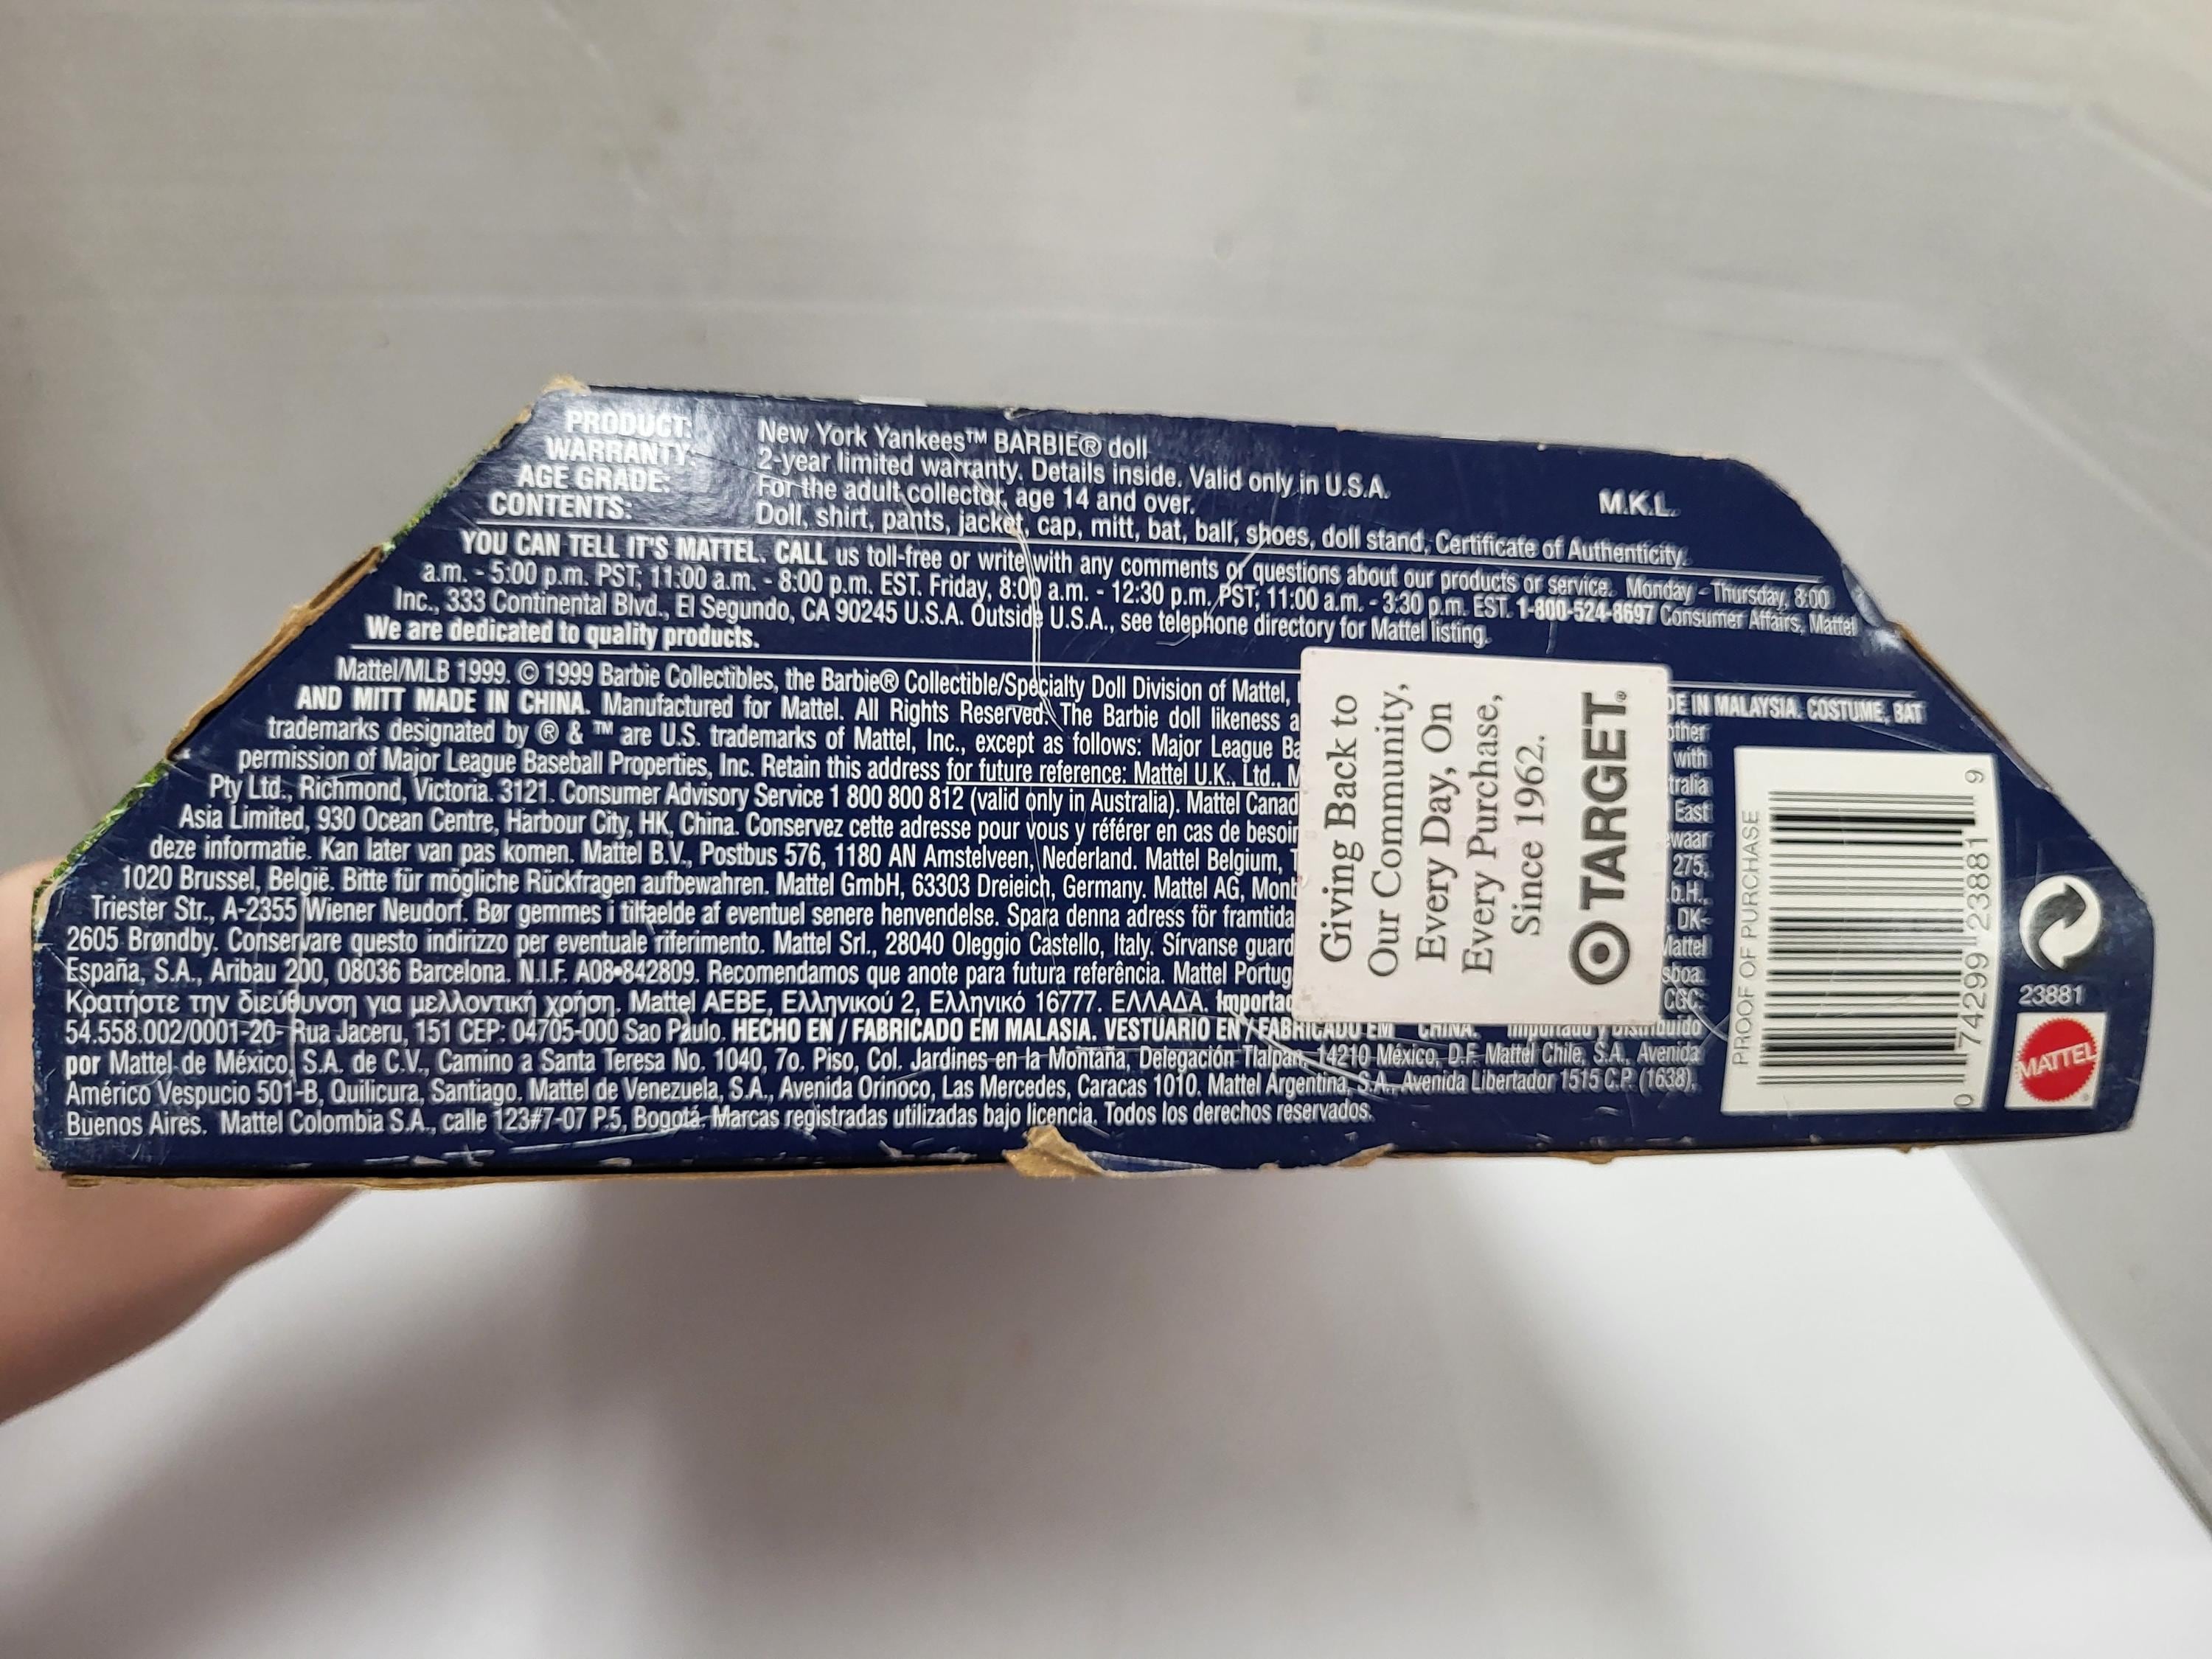 PRODUCT: New York Yankees™ BARBIE® doll
WARRANTY: 2-year limited warranty. Details inside. Valid only in U.S.A.
AGE GRADE: For the adult collector, age 14 and over. M.K.L.
CONTENTS: Doll, shirt, pants, jacket, cap, mitt, bat, ball, shoes, doll stand, Certificate of Authenticity.
YOU CAN TELL IT'S MATTEL. CALL us toll-free or write with any comments or questions about our products or service. Monday - Thursday, 8:00
a.m. - 5:00 p.m. PST; 11:00 a.m. - 8:00 p.m. EST. Friday, 8:00 a.m. - 12:30 p.m. PST; 11:00 a.m. - 3:30 p.m. EST. 1-800-524-8697 Consumer Affairs, Mattel
Inc., 333 Continental Blvd., El Segundo, CA 90245 U.S.A. Outside U.S.A., see telephone directory for Mattel listing.
We are dedicated to quality products.
Mattel/MLB 1999. © 1999 Barbie Collectibles, the Barbie® Collectible/Specialty Doll Division of Mattel, IN MALAYSIA. COSTUME, BAT
AND MITT MADE IN CHINA. Manufactured for Mattel. All Rights Reserved. The Barbie doll likeness
trademarks designated by ® & ™ are U.S. trademarks of Mattel, Inc., except as follows: Major League with
permission of Major League Baseball Properties, Inc. Retain this address for future reference: Mattel U.K., Ltd.,
Pty Ltd., Richmond, Victoria. 3121. Consumer Advisory Service 1 800 800 812 (valid only in Australia). Mattel East
Asia Limited, 930 Ocean Centre, Harbour City, HK, China. Conservez cette adresse pour vous y référer en cas de
deze informatie. Kan later van pas komen. Mattel B.V., Postbus 576, 1180 AN Amstelveen, Nederland. Mattel Belgium, 275,
1020 Brussel, België. Bitte für mögliche Rückfragen aufbewahren. Mattel GmbH, 63303 Dreieich, Germany. Mattel AG,
Triester Str., A-2355 Wiener Neudorf. Bør gemmes i tilfaelde af eventuel senere henvendelse. Spara denna adress för DK-
2605 Brøndby. Conservare questo indirizzo per eventuale riferimento. Mattel Srl., 28040 Oleggio Castello, Italy. Sírvanse Mattel
España, S.A., Aribau 200, 08036 Barcelona. N.I.F. A08•842809. Recomendamos que anote para futura referência. Mattel
Κρατήστε την διεύθυνση για μελλοντική χρήση. Mattel AEBE, Ελληνικού 2, Ελληνικό 16777. ΕΛΛΑΔΑ. CGC:
54.558.002/0001-20- Rua Jaceru, 151 CEP: 04705-000 Sao Paulo. HECHO EN / FABRICADO EM MALASIA. VESTUARIO EN / FABRICADO EM CHINA. Importado y Distribuido
por Mattel de México, S.A. de C.V., Camino a Santa Teresa No. 1040, 7o. Piso, Col. Jardines en la Montaña, Delegación Tlalpan, 14210 México, D.F. Mattel Chile, S.A., Avenida
Américo Vespucio 501-B, Quilicura, Santiago. Mattel de Venezuela, S.A., Avenida Orinoco, Las Mercedes, Caracas 1010. Mattel Argentina, S.A., Avenida Libertador 1515 C.P. (1638),
Buenos Aires. Mattel Colombia S.A., calle 123#7-07 P.5, Bogotá. Marcas registradas utilizadas bajo licencia. Todos los derechos reservados.
Giving Back to
Our Community,
Every Day, On
Every Purchase,
Since 1962.
TARGET.®
PROOF OF PURCHASE
0 74299 23881 9
23881
MATTEL®